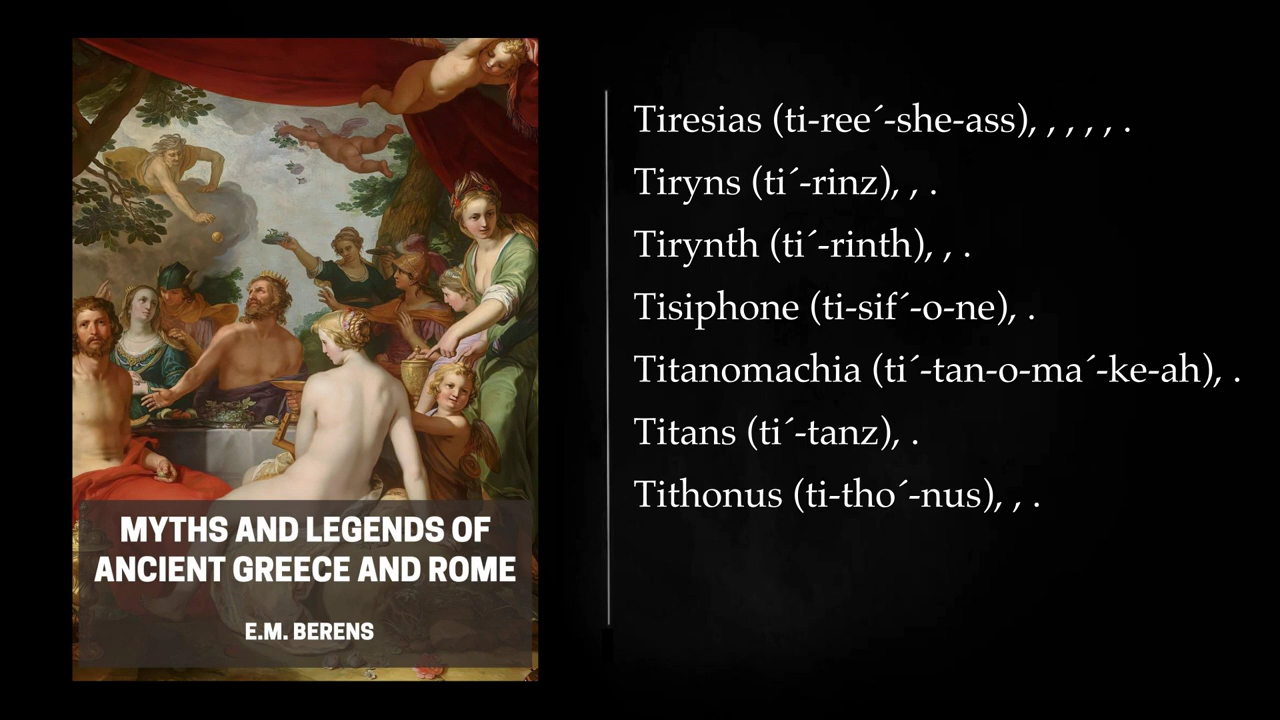 MYTHS AND LEGENDS OF
ANCIENT GREECE AND ROME
E.M. BERENS
Tiresias (ti-ree´-she-ass), , , , , .
Tiryns (ti´-rinz), , .
Tirynth (ti´-rinth), , .
Tisiphone (ti-sif´-o-ne), .
Titanomachia (ti´-tan-o-ma´-ke-ah), .
Titans (ti´-tanz), .
Tithonus (ti-tho´-nus), , .